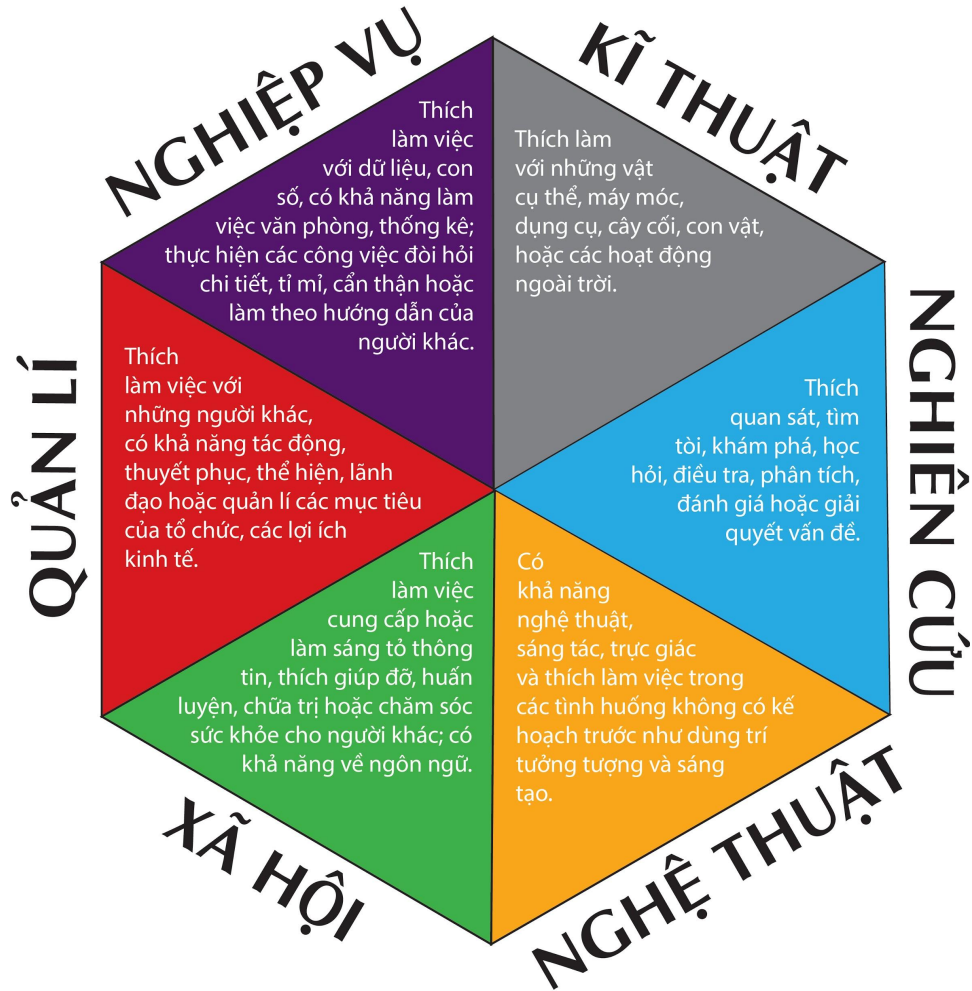 NGHIỆP VỤ
Thích
làm việc
với dữ liệu, con
số, có khả năng làm
việc văn phòng, thống kê;
thực hiện các công việc đòi hỏi
chi tiết, tỉ mỉ, cẩn thận hoặc
làm theo hướng dẫn của
người khác.
KĨ THUẬT
Thích làm
với những vật
cụ thể, máy móc,
dụng cụ, cây cối, con vật,
hoặc các hoạt động
ngoài trời.
NGHIÊN CỨU
Thích
quan sát, tìm
tòi, khám phá, học
hỏi, điều tra, phân tích,
đánh giá hoặc giải
quyết vấn đề.
NGHỆ THUẬT
Có
khả năng
nghệ thuật,
sáng tác, trực giác
và thích làm việc trong
các tình huống không có kế
hoạch trước như dùng trí
tưởng tượng và sáng
tạo.
XÃ HỘI
Thích
làm việc
cung cấp hoặc
làm sáng tỏ thông
tin, thích giúp đỡ, huấn
luyện, chữa trị hoặc chăm sóc
sức khỏe cho người khác; có
khả năng về ngôn ngữ.
QUẢN LÍ
Thích
làm việc với
những người khác,
có khả năng tác động,
thuyết phục, thể hiện, lãnh
đạo hoặc quản lí các mục tiêu
của tổ chức, các lợi ích
kinh tế.